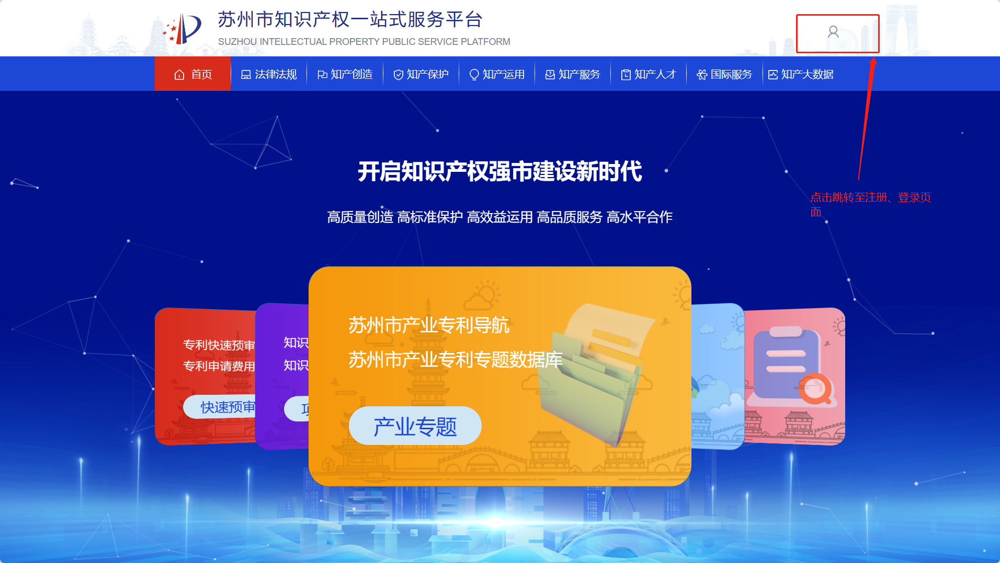 苏州市知识产权一站式服务平台
SUZHOU INTELLECTUAL PROPERTY PUBLIC SERVICE PLATFORM
首页
法律法规
知产创造
知产保护
知产运用
知产服务
知产人才
国际服务
知产大数据
开启知识产权强市建设新时代
点击跳转至注册、登录页
面
高质量创造 高标准保护 高效益运用 高品质服务 高水平合作
专利快速预审
专利申请费用
快速预审
知识
知识
苏州市产业专利导航
苏州市产业专利专题数据库
产业专题